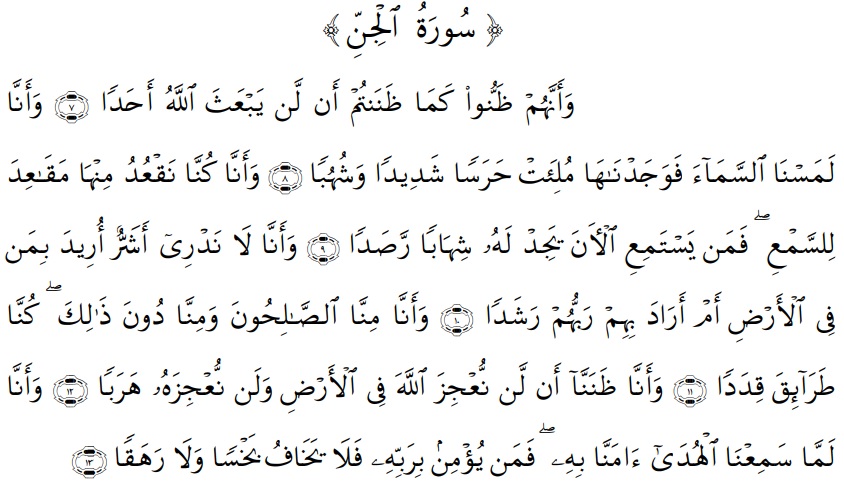 ﴿ سُورَةُ ٱلْجِنِّ ﴾
وَأَنَّهُمْ ظَنُّوا۟ كَمَا ظَنَنتُمْ أَن لَّن يَبْعَثَ ٱللَّهُ أَحَدًا ۝٧ وَأَنَّا
لَمَسْنَا ٱلسَّمَآءَ فَوَجَدْنَـٰهَا مُلِئَتْ حَرَسًا شَدِيدًا وَشُهُبًا ۝٨ وَأَنَّا كُنَّا نَقْعُدُ مِنْهَا مَقَـٰعِدَ
لِلسَّمْعِ ۖ فَمَن يَسْتَمِعِ ٱلْـَٔانَ يَجِدْ لَهُۥ شِهَابًا رَّصَدًا ۝٩ وَأَنَّا لَا نَدْرِىٓ أَشَرٌّ أُرِيدَ بِمَن
فِى ٱلْأَرْضِ أَمْ أَرَادَ بِهِمْ رَبُّهُمْ رَشَدًا ۝١٠ وَأَنَّا مِنَّا ٱلصَّـٰلِحُونَ وَمِنَّا دُونَ ذَٰلِكَ ۖ كُنَّا
طَرَآئِقَ قِدَدًا ۝١١ وَأَنَّا ظَنَنَّآ أَن لَّن نُّعْجِزَ ٱللَّهَ فِى ٱلْأَرْضِ وَلَن نُّعْجِزَهُۥ هَرَبًا ۝١٢ وَأَنَّا
لَمَّا سَمِعْنَا ٱلْهُدَىٰٓ ءَامَنَّا بِهِۦ ۖ فَمَن يُؤْمِنۢ بِرَبِّهِۦ فَلَا يَخَافُ بَخْسًا وَلَا رَهَقًا ۝١٣